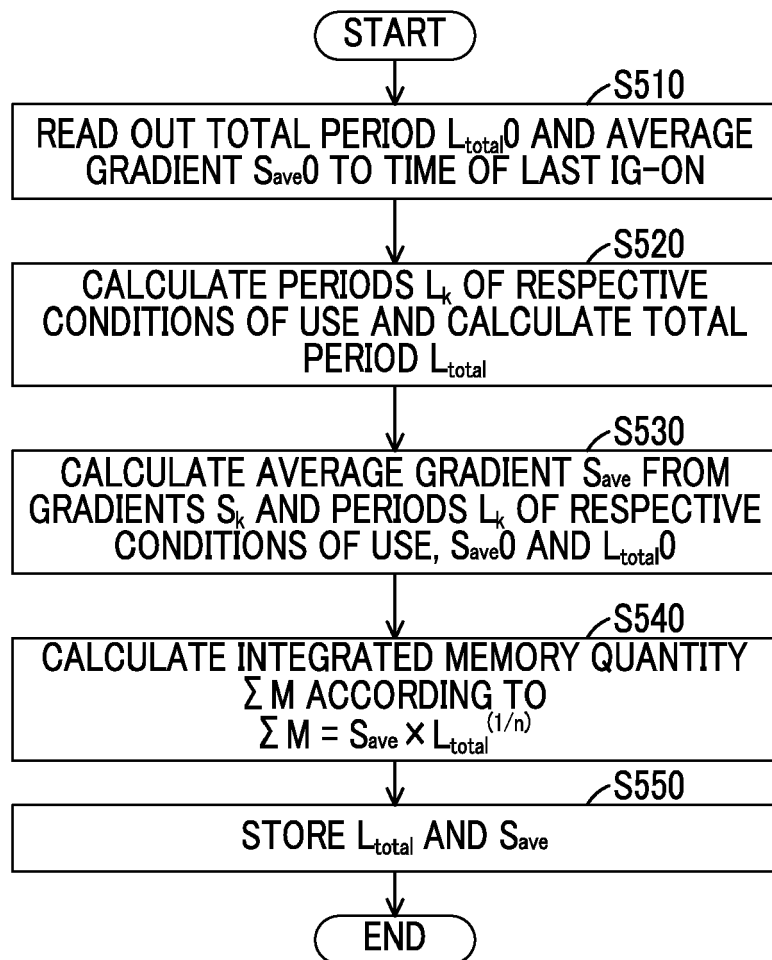 START
S510
READ OUT TOTAL PERIOD Ltotal0 AND AVERAGE
GRADIENT Save0 TO TIME OF LAST IG-ON
S520
CALCULATE PERIODS Lk OF RESPECTIVE
CONDITIONS OF USE AND CALCULATE TOTAL
PERIOD Ltotal
S530
CALCULATE AVERAGE GRADIENT Save FROM
GRADIENTS Sk AND PERIODS Lk OF RESPECTIVE
CONDITIONS OF USE, Save0 AND Ltotal0
S540
CALCULATE INTEGRATED MEMORY QUANTITY
ΣM ACCORDING TO
ΣM = Save × Ltotal(1/n)
S550
STORE Ltotal AND Save
END